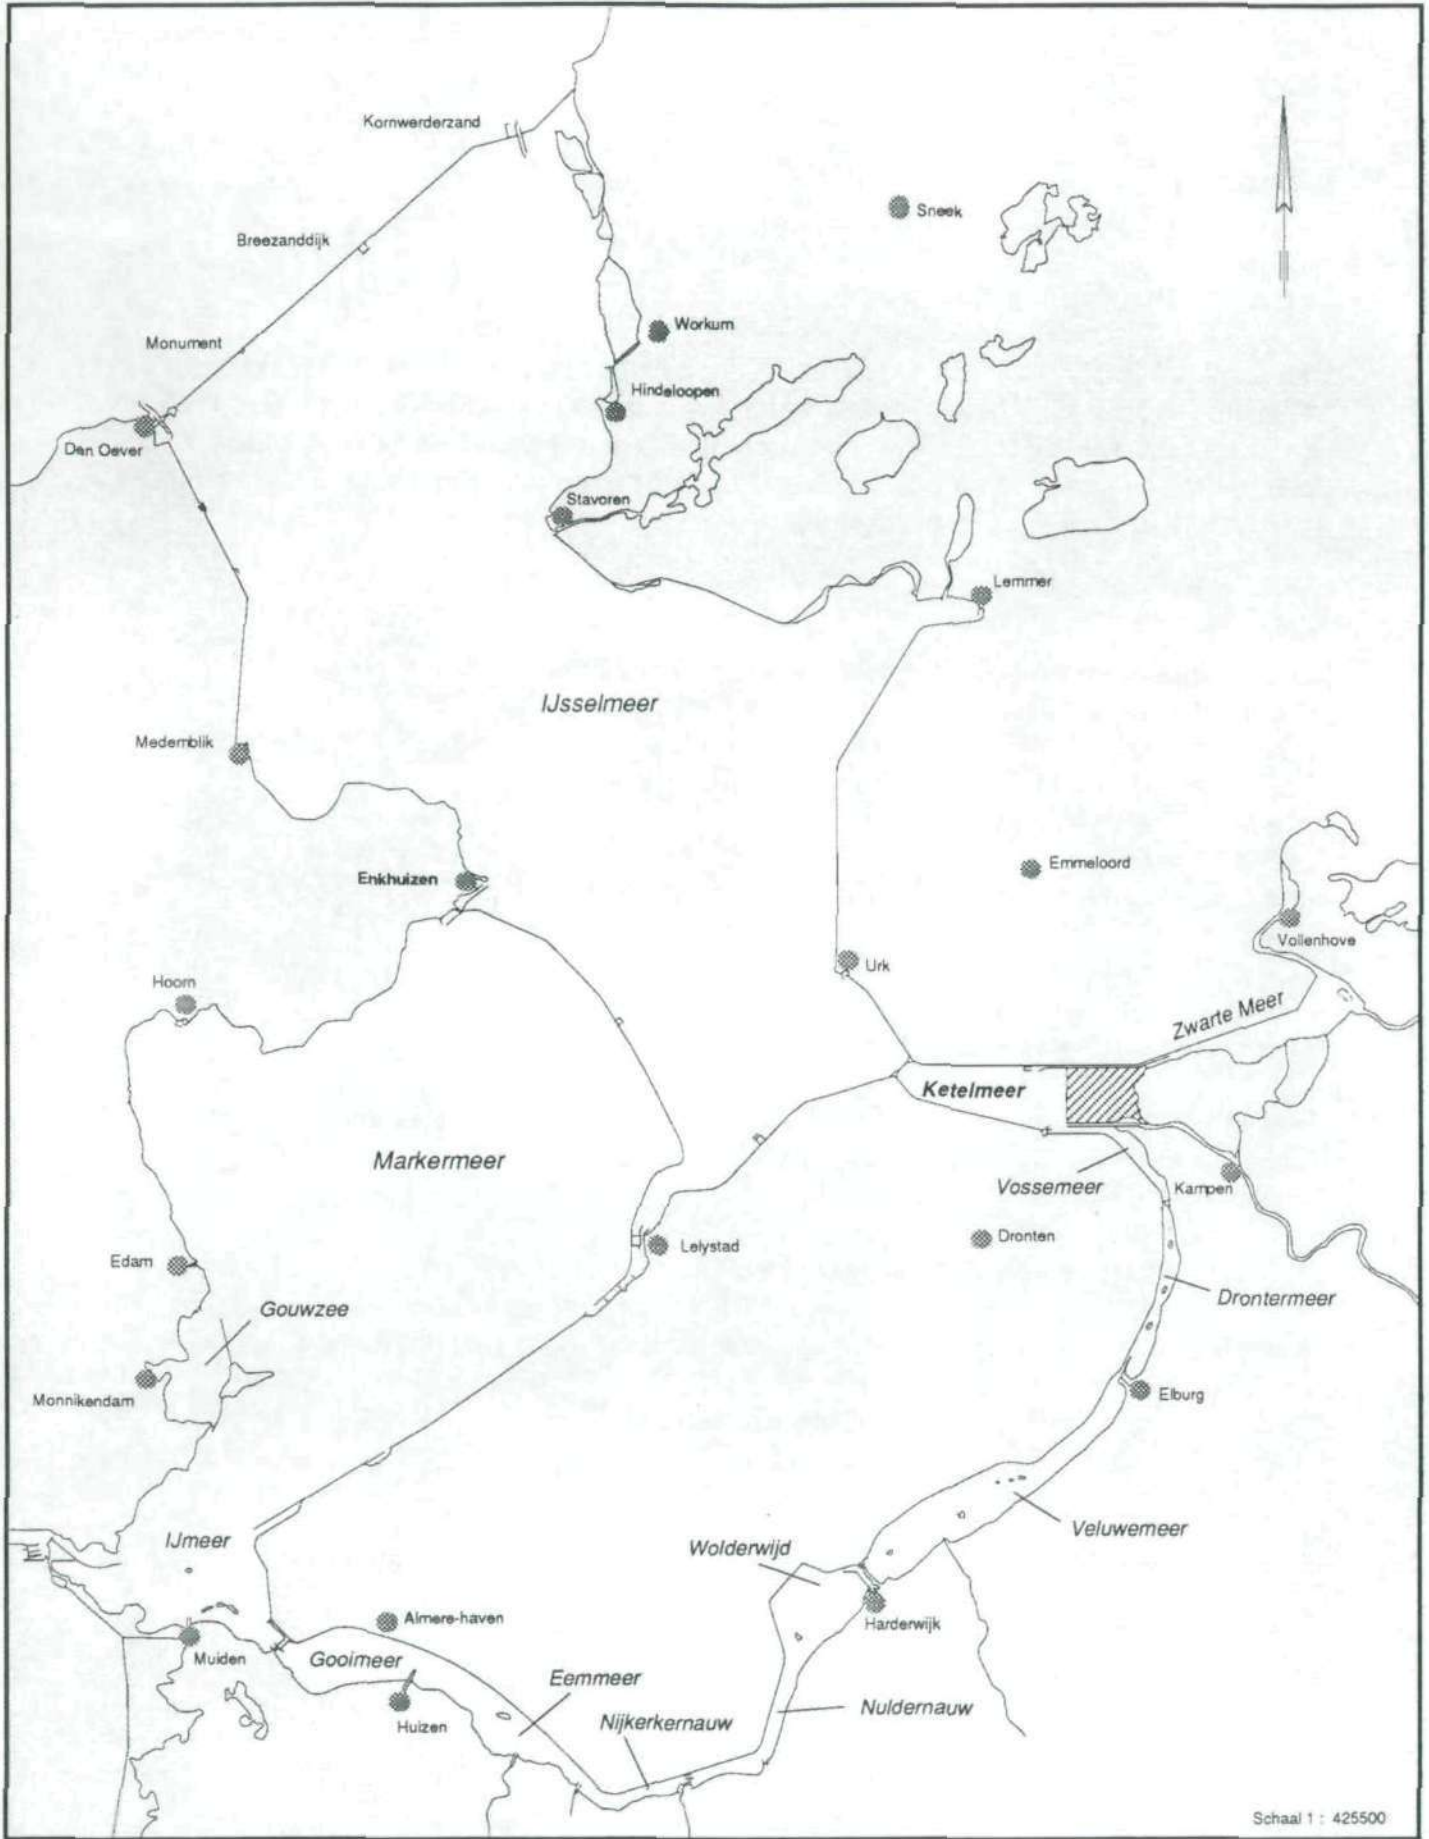 Kornwerderzand
Sneek
Breezanddijk
Workum
Monument
Hindeloopen
Den Oever
Stavoren
Lemmer
IJsselmeer
Medemblik
Emmeloord
Enkhuizen
Vollenhove
Urk
Hoorn
Zwarte Meer
Ketelmeer
Markermeer
Vossemeer
Kampen
Dronten
Lelystad
Edam
Drontermeer
Gouwzee
Elburg
Monnikendam
Veluwemeer
IJmeer
Wolderwijd
Almere-haven
Harderwijk
Muiden
Gooimeer
Eemmeer
Nuldernauw
Huizen
Nijkerkernauw
Schaal 1 : 425500